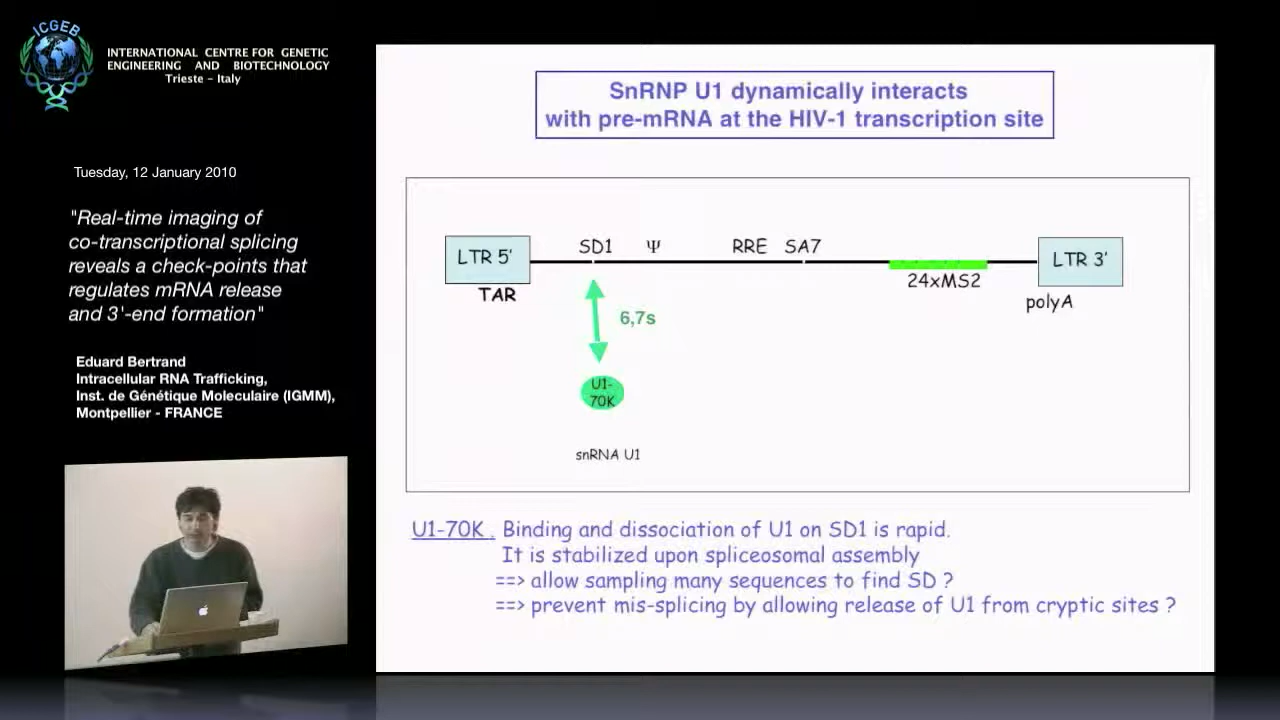 ICGEB
INTERNATIONAL CENTRE FOR GENETIC
ENGINEERING AND BIOTECHNOLOGY
Trieste - Italy
Tuesday, 12 January 2010
"Real-time imaging of
co-transcriptional splicing
reveals a check-points that
regulates mRNA release
and 3'-end formation"
Eduard Bertrand
Intracellular RNA Trafficking,
Inst. de Génétique Moleculaire (IGMM),
Montpellier - FRANCE
SnRNP U1 dynamically interacts
with pre-mRNA at the HIV-1 transcription site
SD1 Ψ RRE SA7
LTR 5' LTR 3'
TAR 24xMS2 polyA
6,7s
U1-
70K
snRNA U1
U1-70K . Binding and dissociation of U1 on SD1 is rapid.
It is stabilized upon spliceosomal assembly
==> allow sampling many sequences to find SD ?
==> prevent mis-splicing by allowing release of U1 from cryptic sites ?